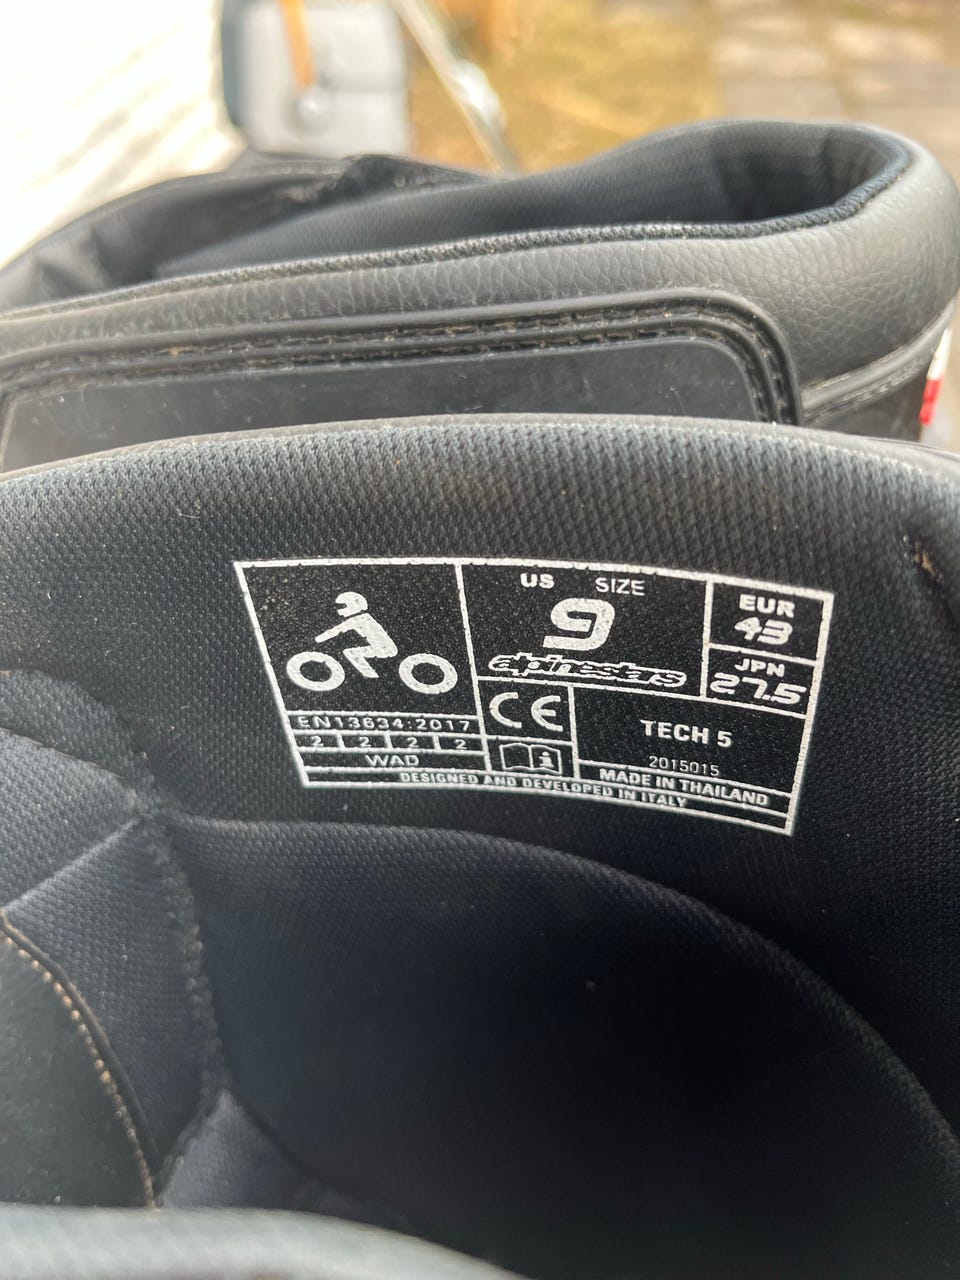 US SIZE
9
alpinestars
EUR
43
JPN
27.5
EN13634:2017
2 2 2 2
WAD
CE
i
TECH 5
2015015
MADE IN THAILAND
DESIGNED AND DEVELOPED IN ITALY